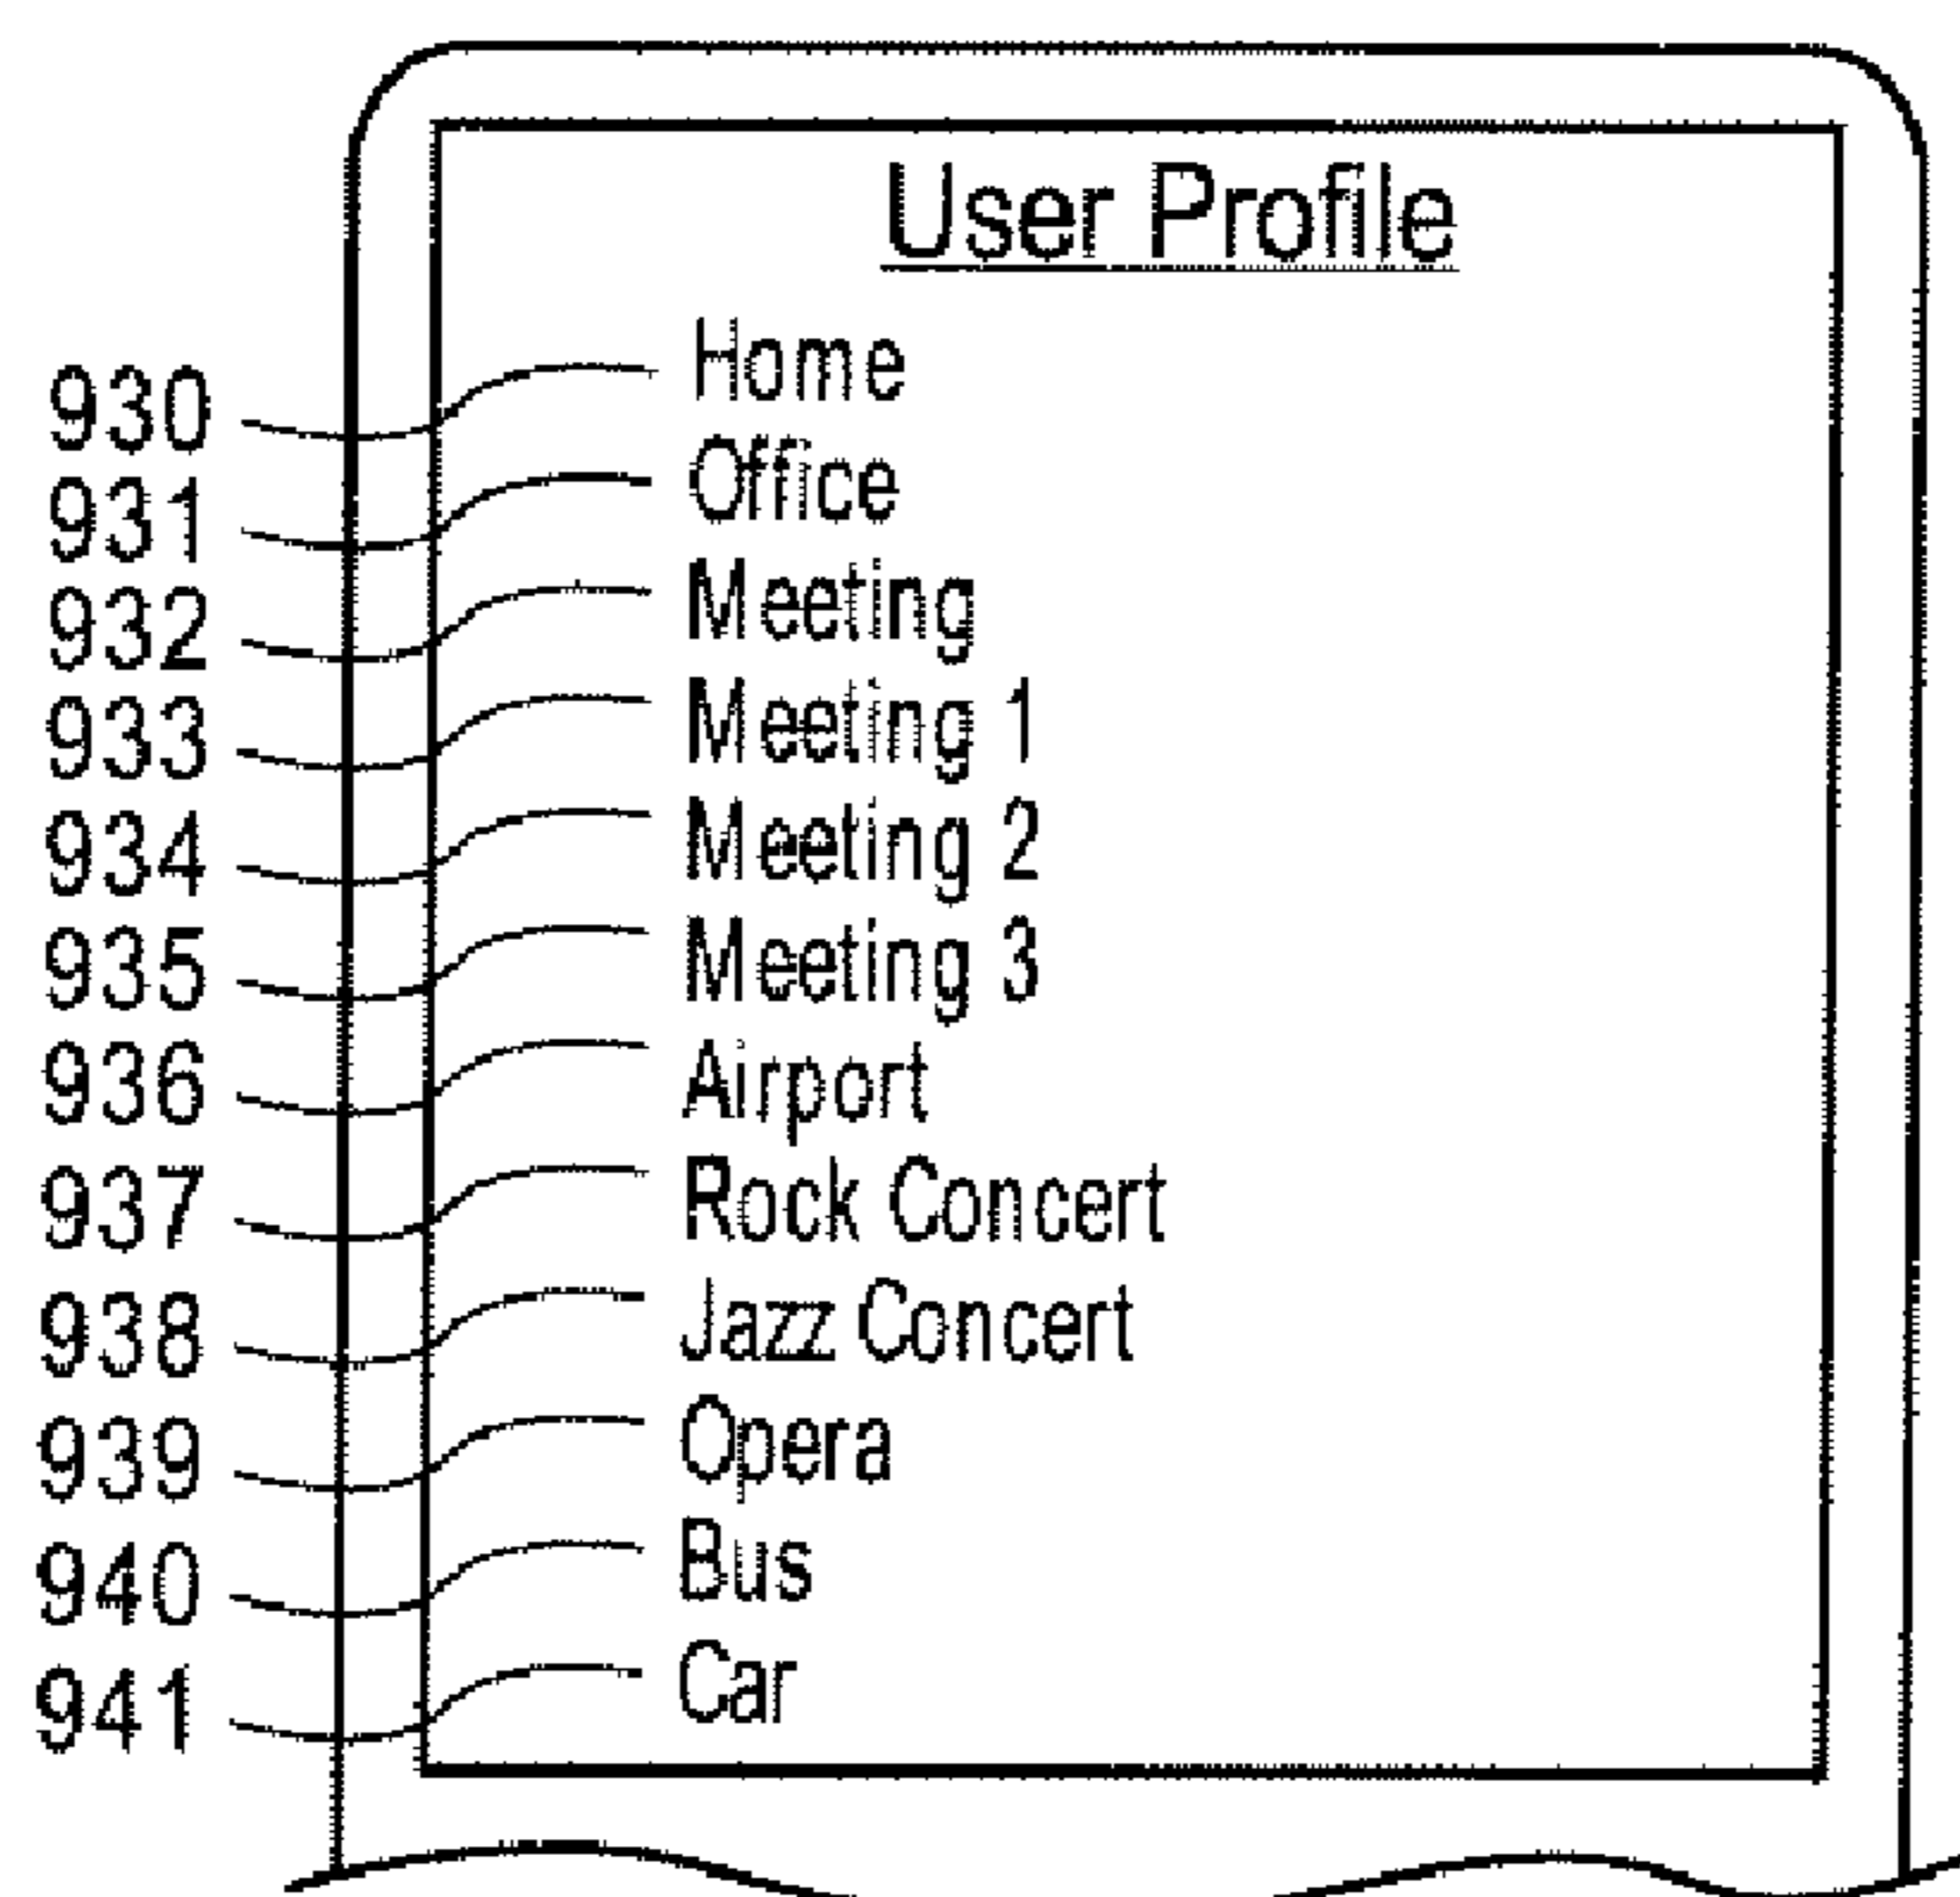 User Profile
930 Home
931 Office
932 Meeting
933 Meeting 1
934 Meeting 2
935 Meeting 3
936 Airport
937 Rock Concert
938 Jazz Concert
939 Opera
940 Bus
941 Car